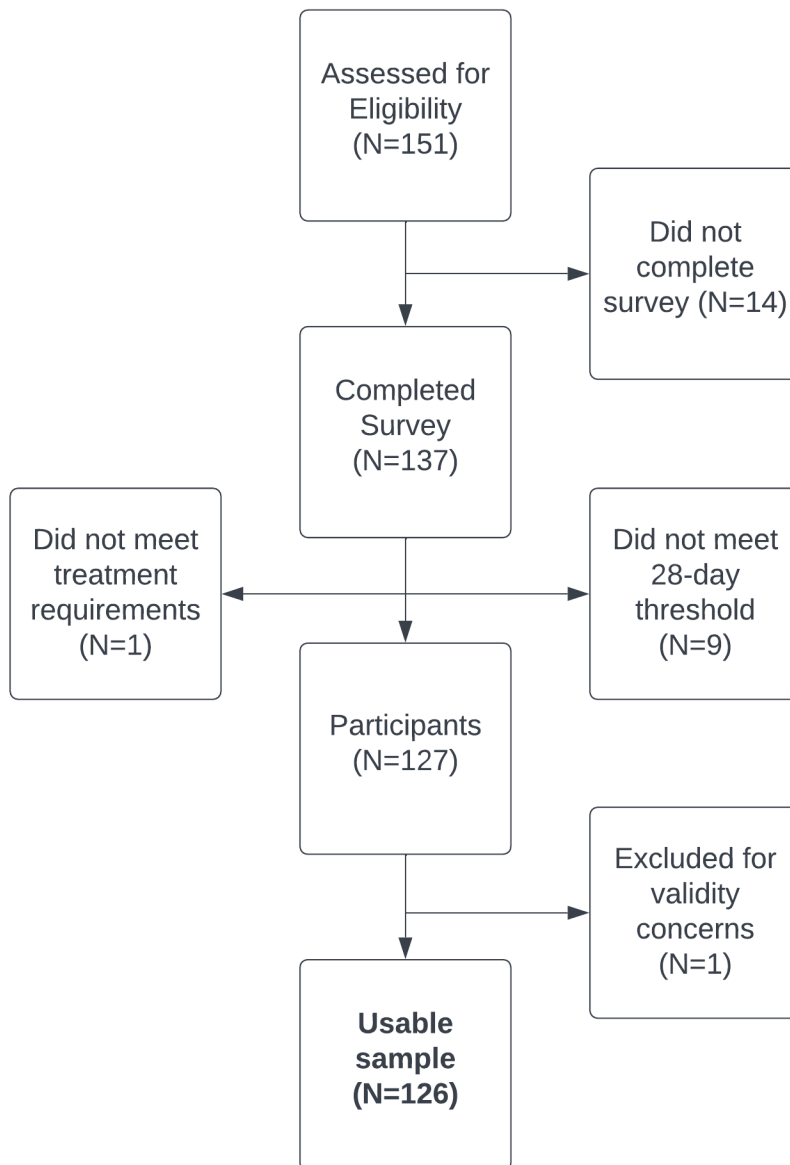 Assessed for
Eligibility
(N=151)
Did not
complete
survey (N=14)
Completed
Survey
(N=137)
Did not meet
treatment
requirements
(N=1)
Did not meet
28-day
threshold
(N=9)
Participants
(N=127)
Excluded for
validity
concerns
(N=1)
Usable
sample
(N=126)